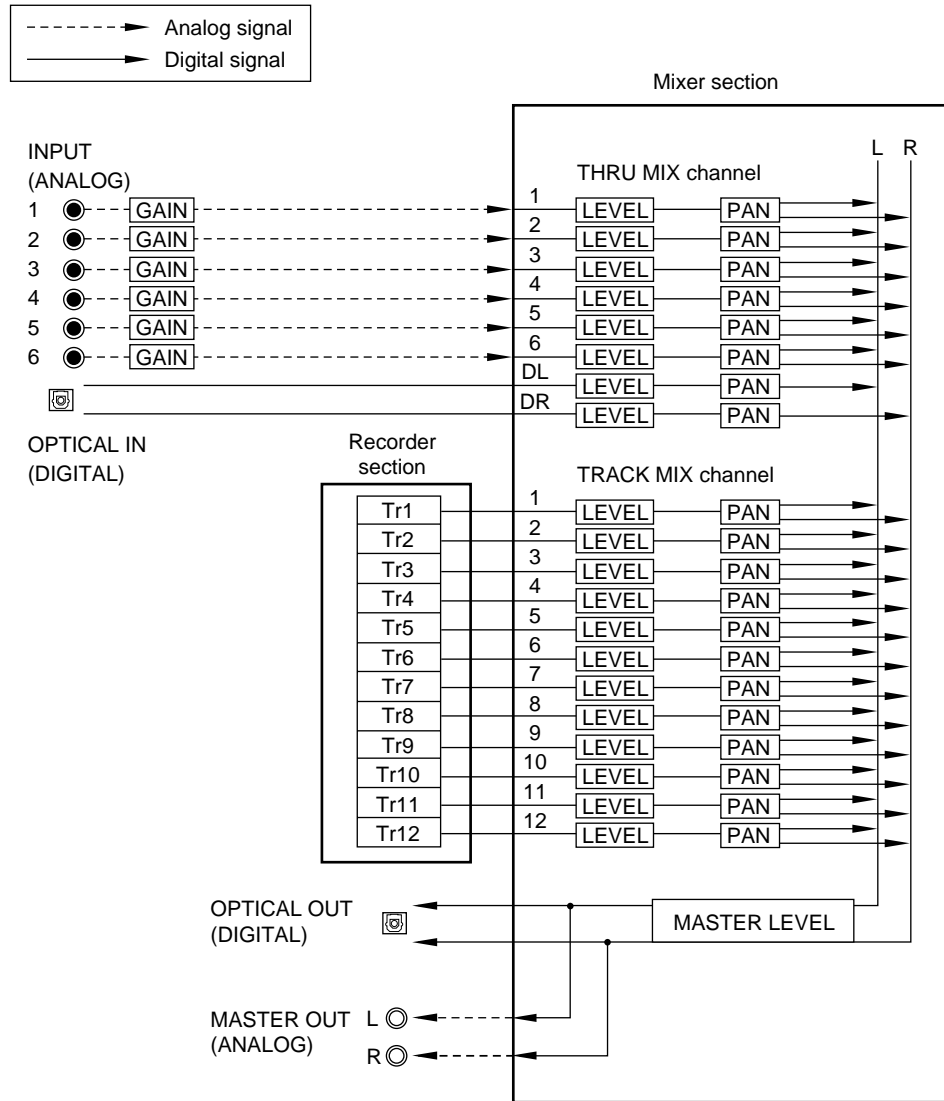 Analog signal
Digital signal
Mixer section
L R
INPUT
(ANALOG)
THRU MIX channel
1 GAIN 1 LEVEL PAN
2 GAIN 2 LEVEL PAN
3 GAIN 3 LEVEL PAN
4 GAIN 4 LEVEL PAN
5 GAIN 5 LEVEL PAN
6 GAIN 6 LEVEL PAN
DL LEVEL PAN
DR LEVEL PAN
OPTICAL IN
(DIGITAL)
Recorder
section
TRACK MIX channel
Tr1 1 LEVEL PAN
Tr2 2 LEVEL PAN
Tr3 3 LEVEL PAN
Tr4 4 LEVEL PAN
Tr5 5 LEVEL PAN
Tr6 6 LEVEL PAN
Tr7 7 LEVEL PAN
Tr8 8 LEVEL PAN
Tr9 9 LEVEL PAN
Tr10 10 LEVEL PAN
Tr11 11 LEVEL PAN
Tr12 12 LEVEL PAN
OPTICAL OUT
(DIGITAL)
MASTER LEVEL
MASTER OUT L
(ANALOG)
R